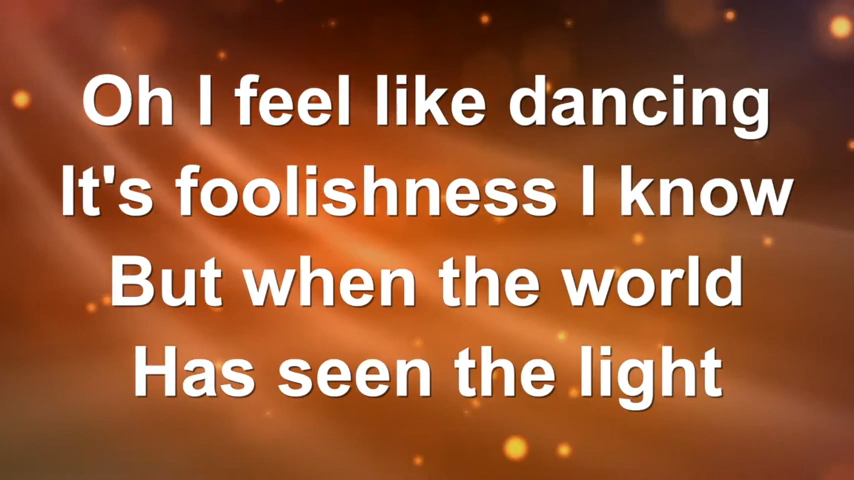 Oh I feel like dancing
It's foolishness I know
But when the world
Has seen the light